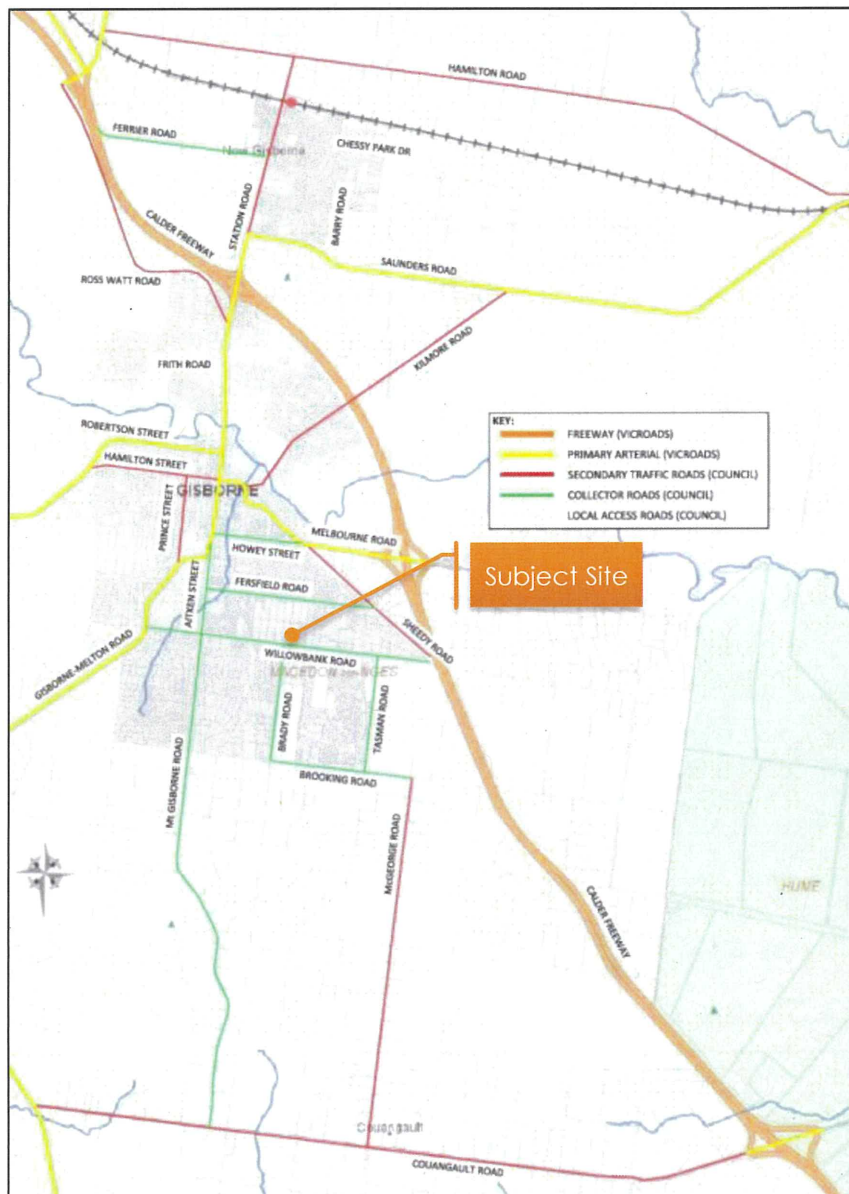 HAMILTON ROAD
FERRIER ROAD
New Gisborne
CHESSY PARK DR
STATION ROAD
BARRY ROAD
CALDER FREEWAY
SAUNDERS ROAD
ROSS WATT ROAD
KILMORE ROAD
FRITH ROAD
ROBERTSON STREET
HAMILTON STREET
GISBORNE
PRINCE STREET
MELBOURNE ROAD
HOWEY STREET
AITKEN STREET
FERSFIELD ROAD
KEY:
FREEWAY (VICROADS)
PRIMARY ARTERIAL (VICROADS)
SECONDARY TRAFFIC ROADS (COUNCIL)
COLLECTOR ROADS (COUNCIL)
LOCAL ACCESS ROADS (COUNCIL)
Subject Site
SHEEDY ROAD
GISBORNE-MELTON ROAD
WILLOWBANK ROAD
BRADY ROAD
TASMAN ROAD
BROOKING ROAD
Mt GISBORNE ROAD
McGEORGE ROAD
HUME
CALDER FREEWAY
Couangault
COUANGAULT ROAD